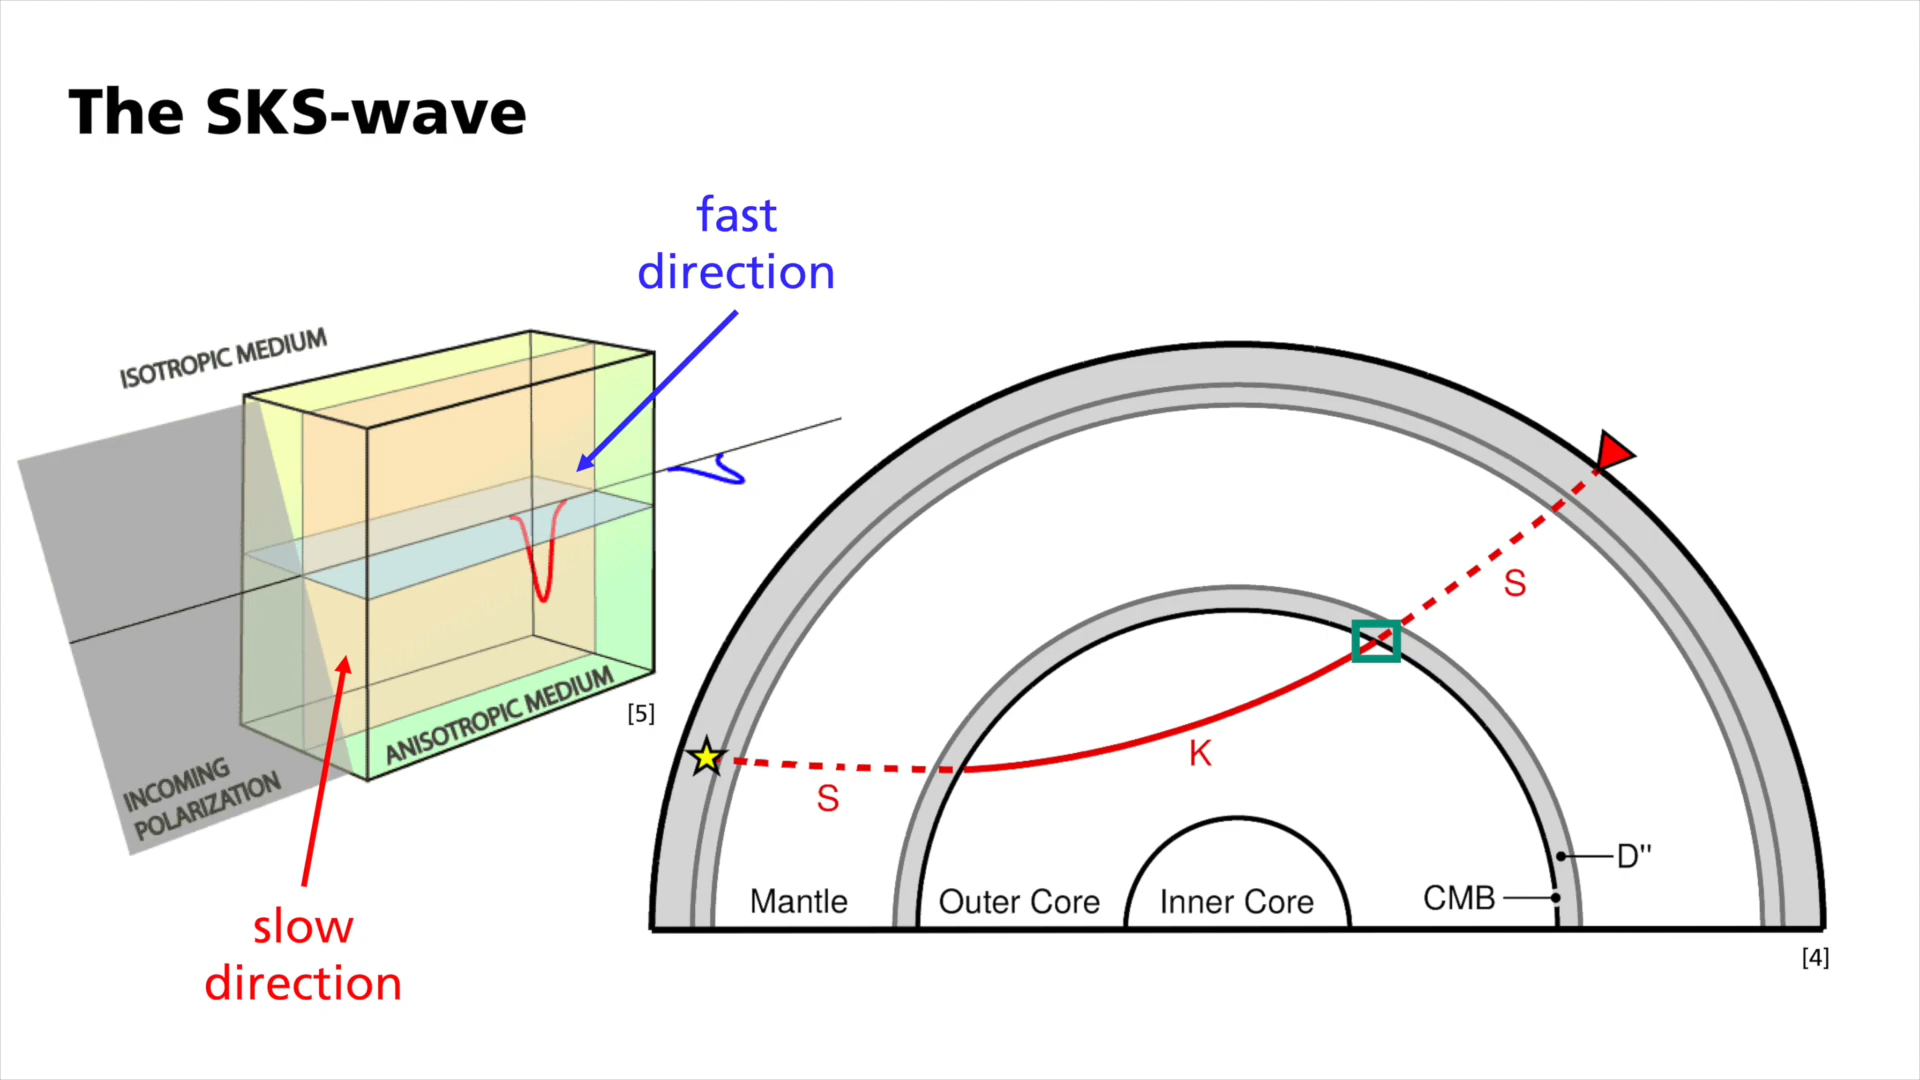 The SKS-wave
fast
direction
ISOTROPIC MEDIUM
ANISOTROPIC MEDIUM
[5]
INCOMING
POLARIZATION
slow
direction
S
K
S
Mantle
Outer Core
Inner Core
CMB
D"
[4]